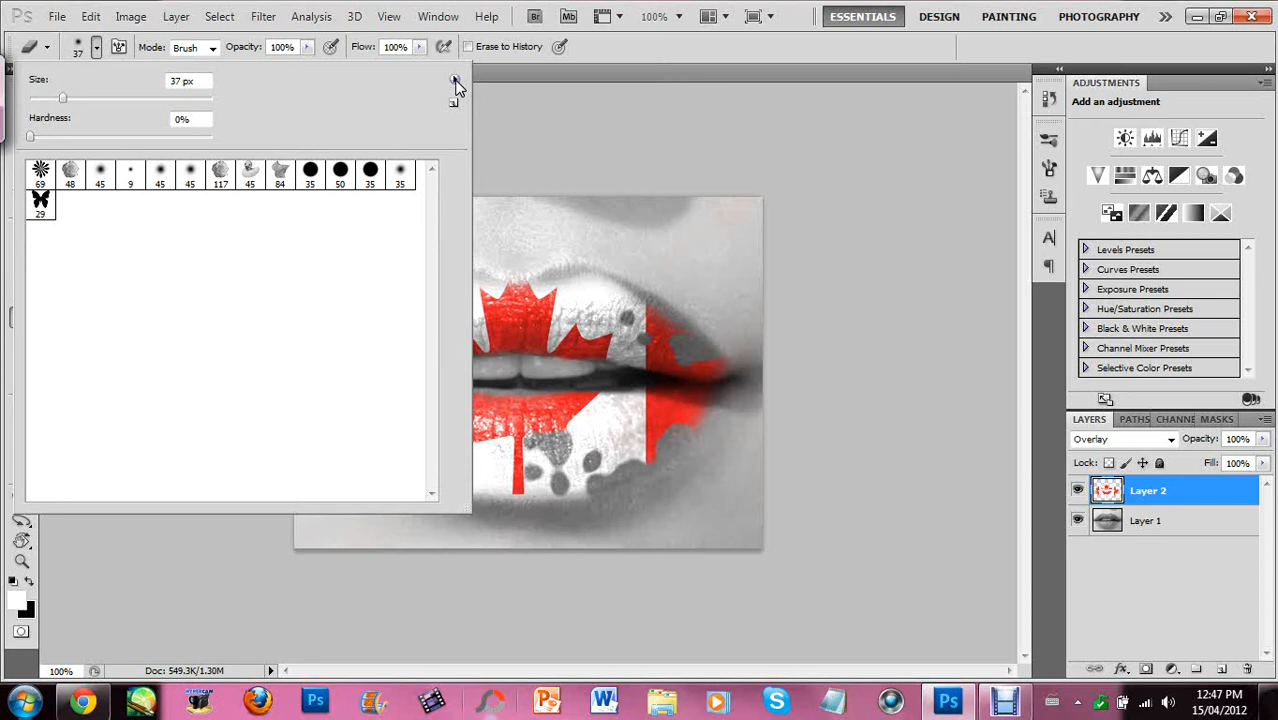 Ps File Edit Image Layer Select Filter Analysis 3D View Window Help Br Mb 100% ESSENTIALS DESIGN PAINTING PHOTOGRAPHY
37 Mode: Brush Opacity: 100% Flow: 100% Erase to History
Size: 37 px
Hardness: 0%
69 48 45 9 45 45 117 45 84 35 50 35 35
29
ADJUSTMENTS
Add an adjustment
Levels Presets
Curves Presets
Exposure Presets
Hue/Saturation Presets
Black & White Presets
Channel Mixer Presets
Selective Color Presets
LAYERS PATHS CHANNE MASKS
Overlay Opacity: 100%
Lock: Fill: 100%
Layer 2
Layer 1
100% Doc: 549.3K/1.30M
12:47 PM
15/04/2012